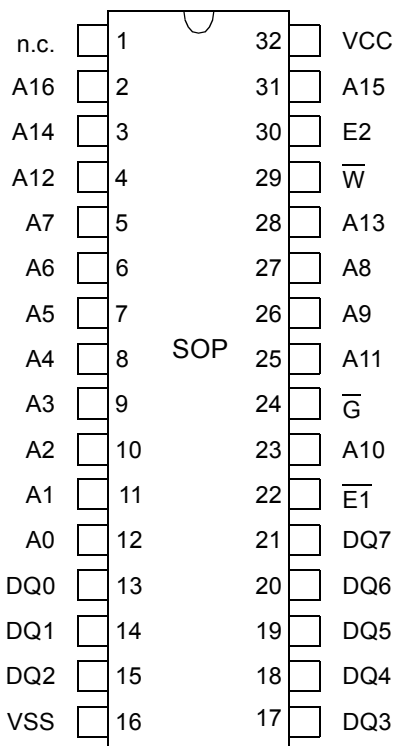 n.c. 1 32 VCC
A16 2 31 A15
A14 3 30 E2
A12 4 29 W̅
A7 5 28 A13
A6 6 27 A8
A5 7 26 A9
A4 8 SOP 25 A11
A3 9 24 G̅
A2 10 23 A10
A1 11 22 E̅1̅
A0 12 21 DQ7
DQ0 13 20 DQ6
DQ1 14 19 DQ5
DQ2 15 18 DQ4
VSS 16 17 DQ3